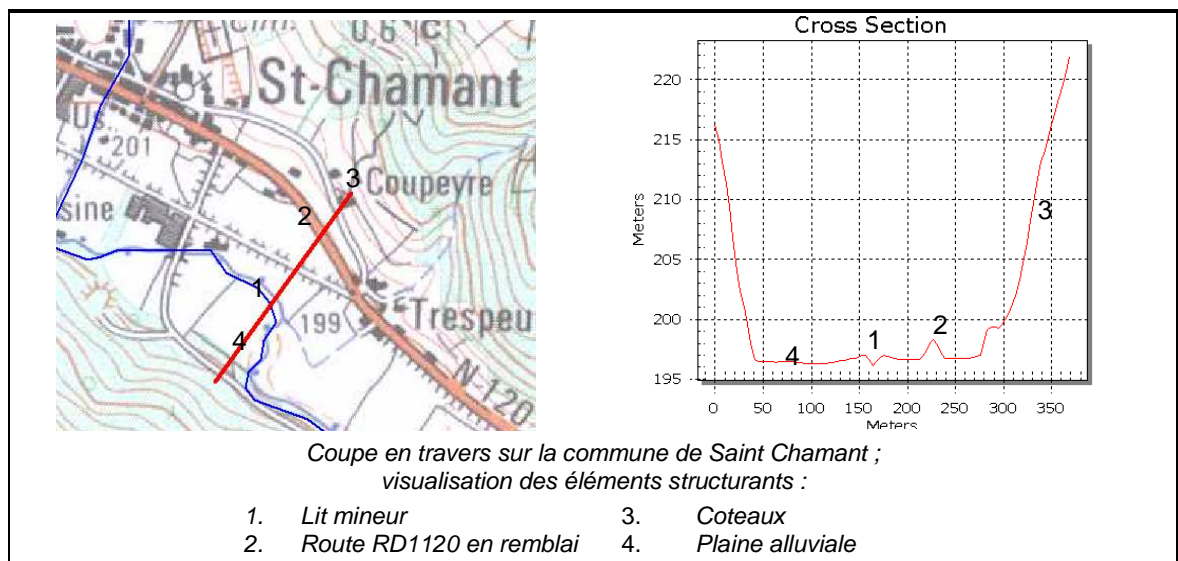 0,6 C
St-Chamant
Us.
201
3
Coupeyre
2
sine
1
199
Trespeu
4
N-120
Cross Section
220
215
210
205
200
195
Meters
3
2
1
4
0 50 100 150 200 250 300 350
Meters
Coupe en travers sur la commune de Saint Chamant ;
visualisation des éléments structurants :
1. Lit mineur 3. Coteaux
2. Route RD1120 en remblai 4. Plaine alluviale